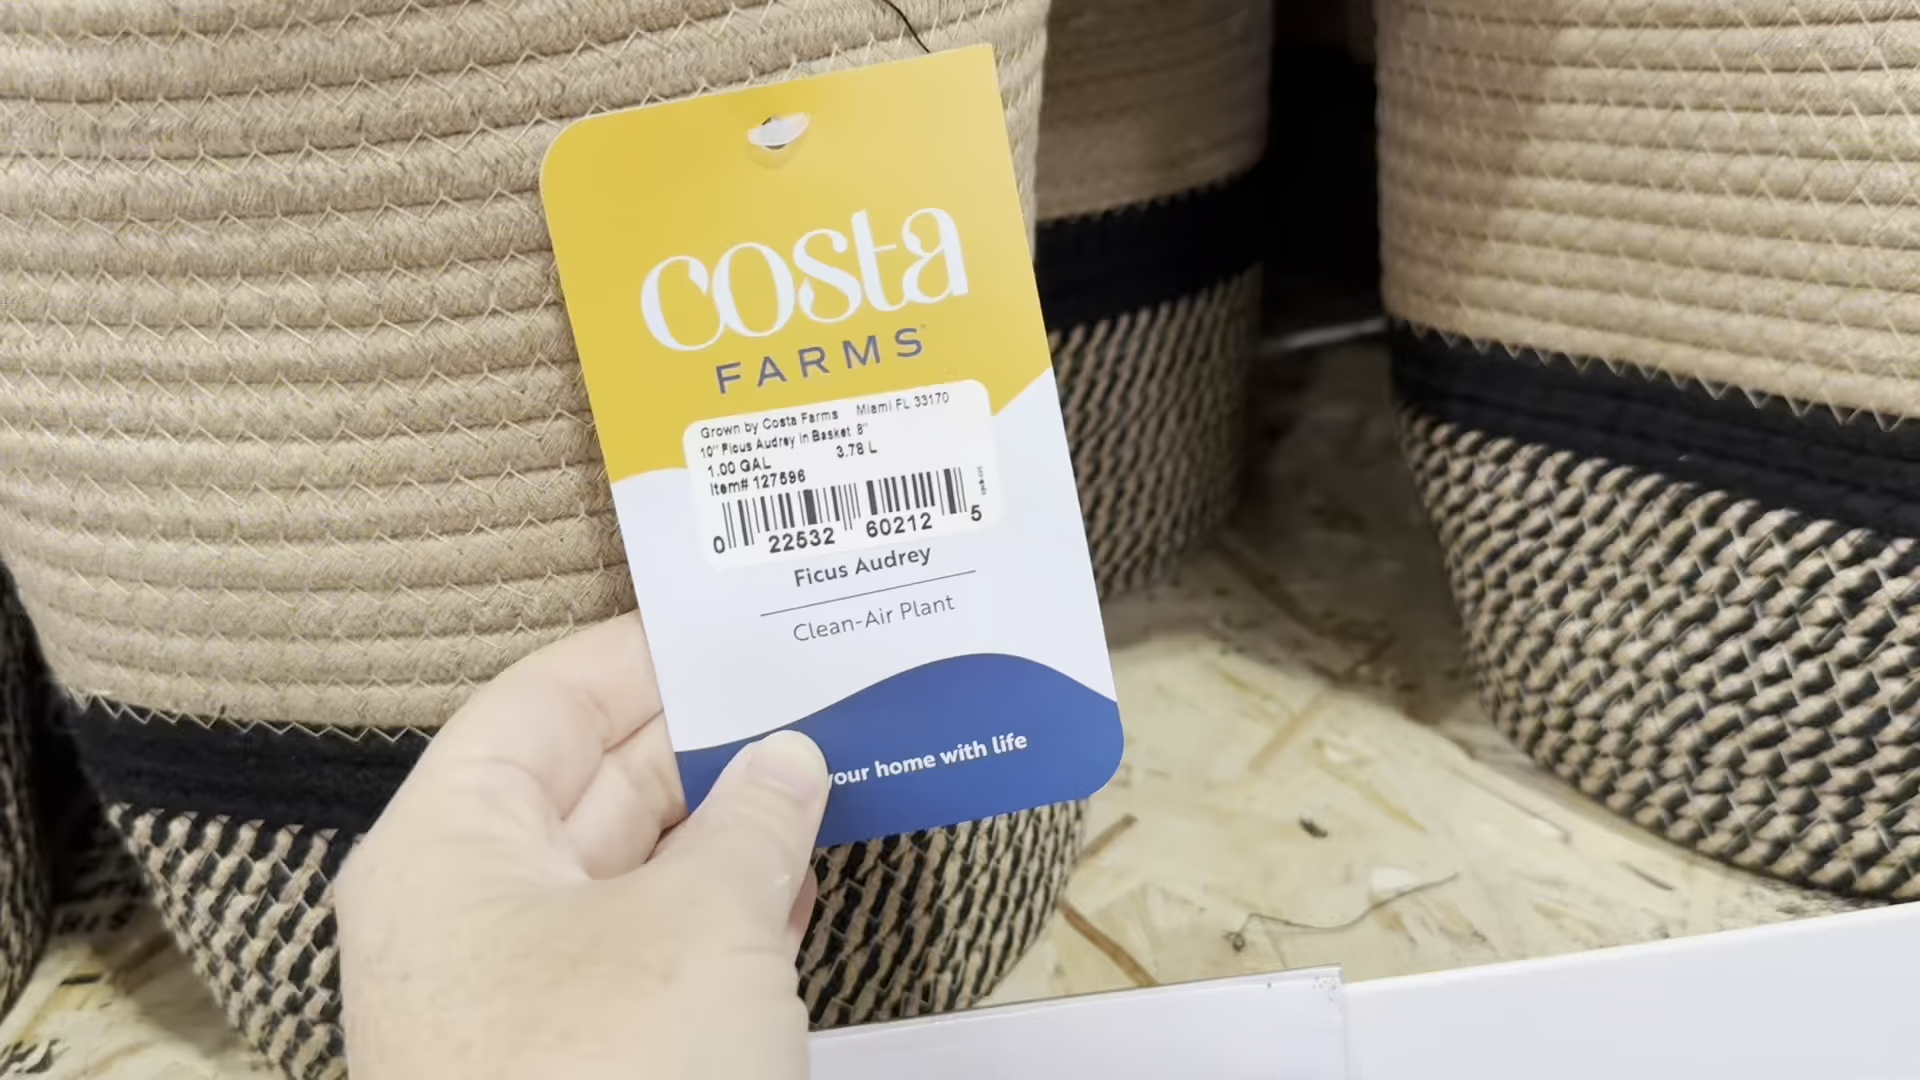 costa
FARMS
Grown by Costa Farms Miami FL 33170
10" Ficus Audrey in Basket 8"
1.00 GAL 3.78 L
Item# 127596
0 22532 60212 5
Ficus Audrey
Clean-Air Plant
your home with life